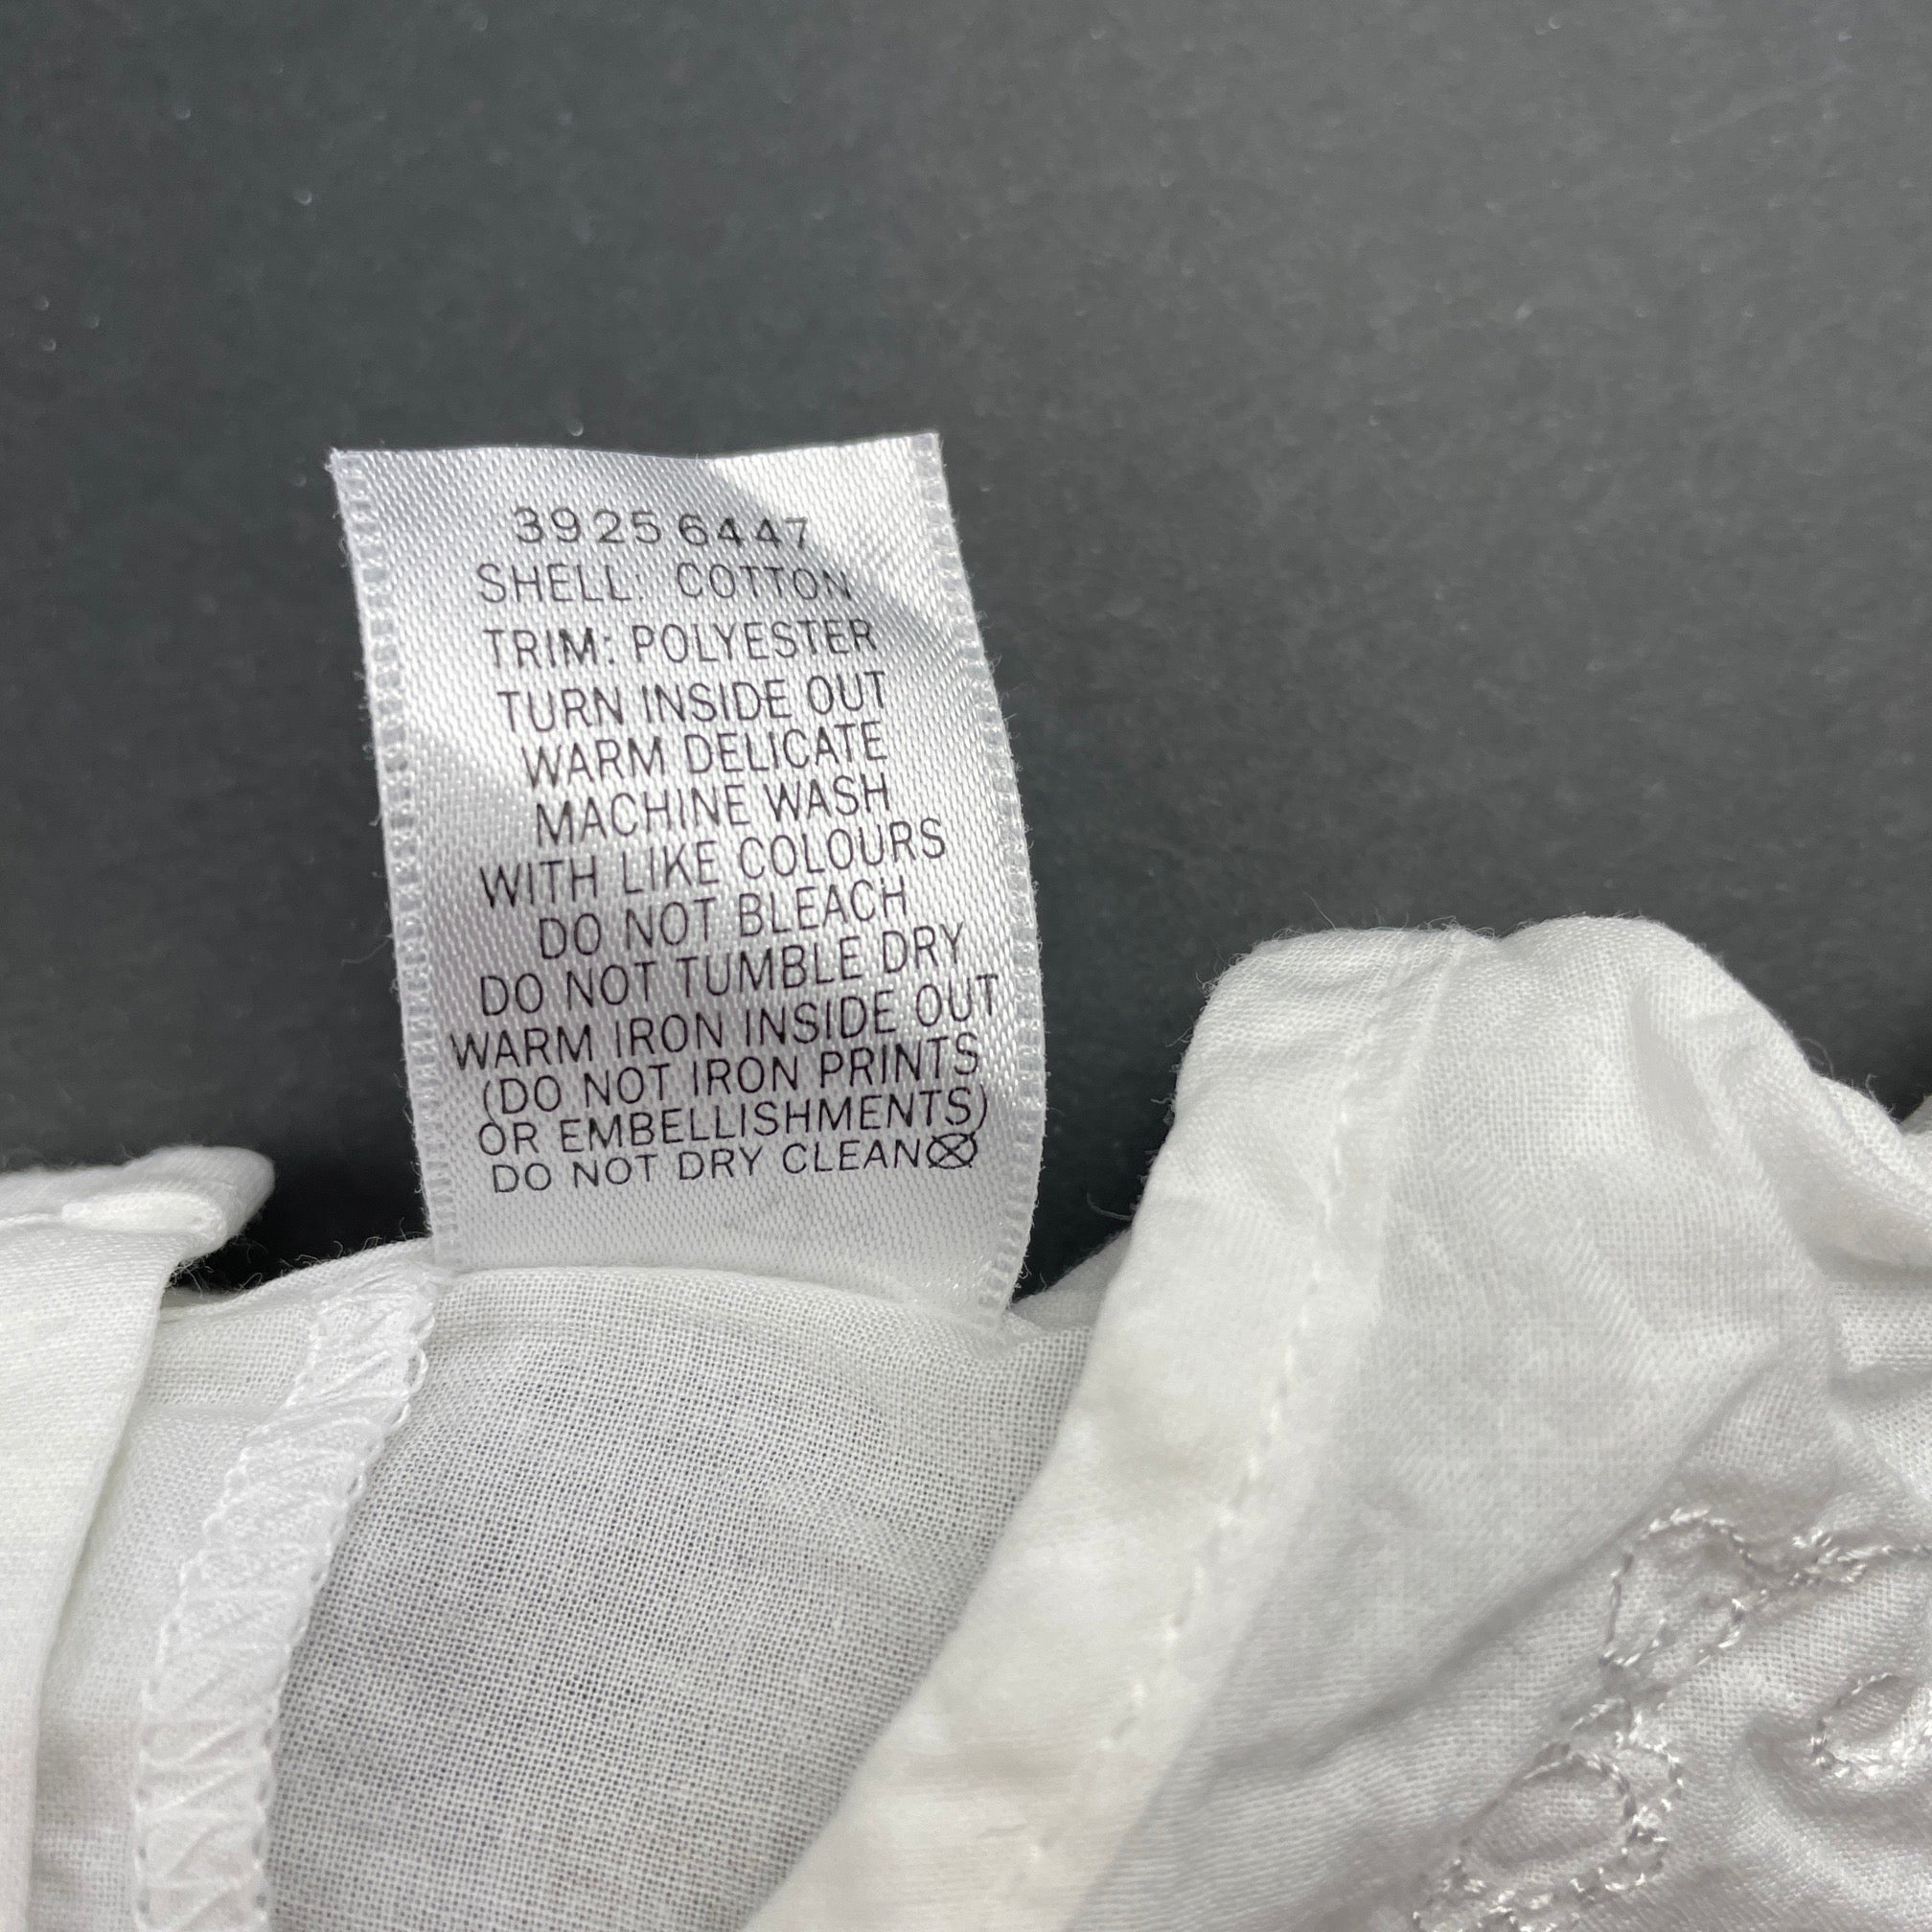 39256447
SHELL: COTTON
TRIM: POLYESTER
TURN INSIDE OUT
WARM DELICATE
MACHINE WASH
WITH LIKE COLOURS
DO NOT BLEACH
DO NOT TUMBLE DRY
WARM IRON INSIDE OUT
(DO NOT IRON PRINTS
OR EMBELLISHMENTS)
DO NOT DRY CLEAN